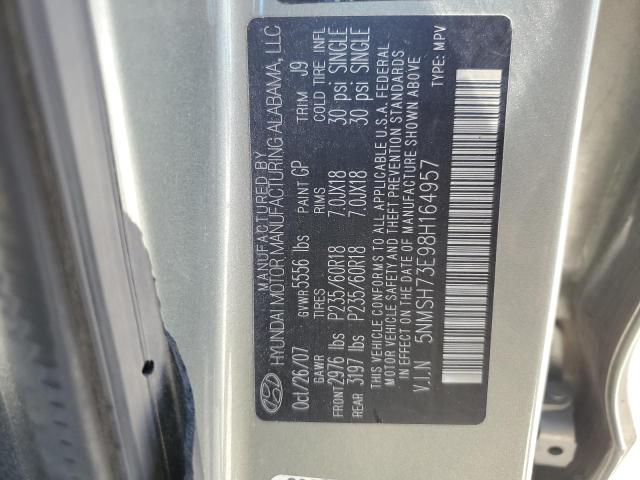 MANUFACTURED BY
HYUNDAI MOTOR MANUFACTURING ALABAMA, LLC
Oct/26/07 GVWR 5556 lbs PAINT GP TRIM J9
GAWR TIRES RIMS COLD TIRE INFL
FRONT 2976 lbs P235/60R18 7.0JX18 30 psi SINGLE
REAR 3197 lbs P235/60R18 7.0JX18 30 psi SINGLE
THIS VEHICLE CONFORMS TO ALL APPLICABLE U.S.A. FEDERAL
MOTOR VEHICLE SAFETY AND THEFT PREVENTION STANDARDS
IN EFFECT ON THE DATE OF MANUFACTURE SHOWN ABOVE
V.I.N 5NMSH73E98H164957 TYPE: MPV